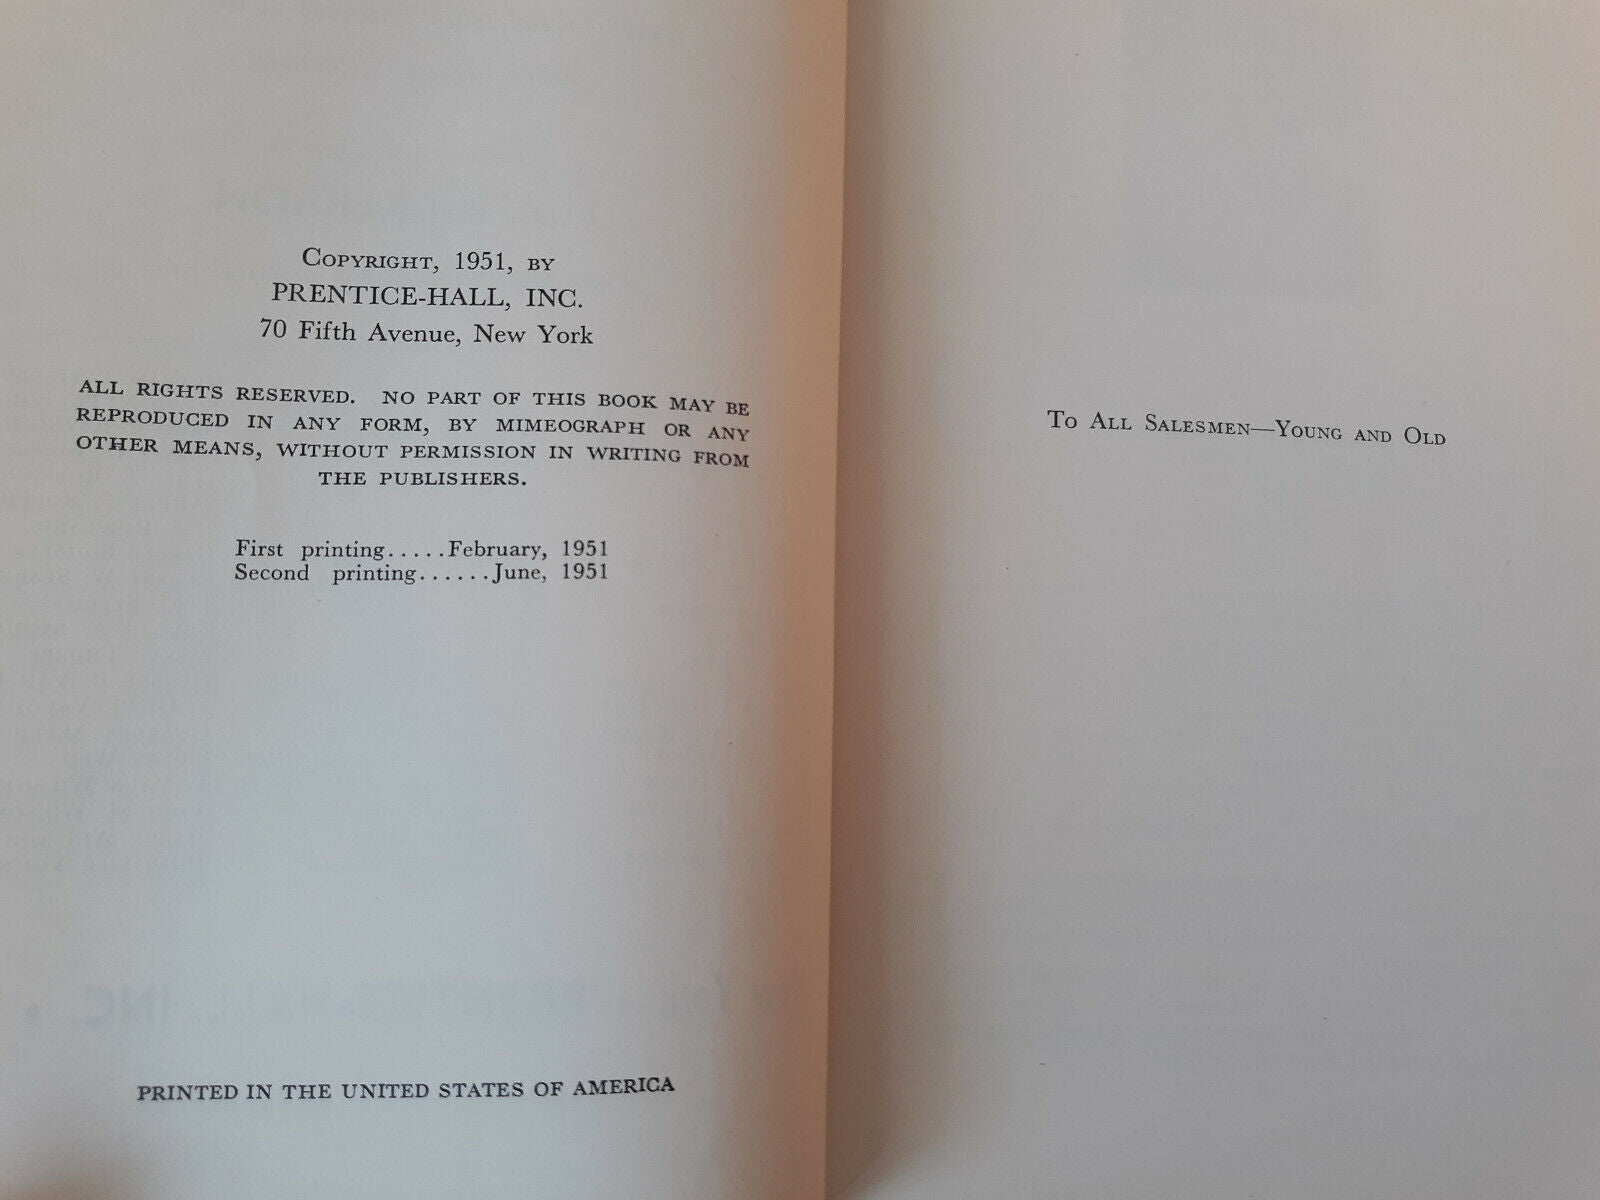 COPYRIGHT, 1951, BY
PRENTICE-HALL, INC.
70 Fifth Avenue, New York
ALL RIGHTS RESERVED. NO PART OF THIS BOOK MAY BE
REPRODUCED IN ANY FORM, BY MIMEOGRAPH OR ANY
OTHER MEANS, WITHOUT PERMISSION IN WRITING FROM
THE PUBLISHERS.
First printing.....February, 1951
Second printing......June, 1951
PRINTED IN THE UNITED STATES OF AMERICA
TO ALL SALESMEN—YOUNG AND OLD